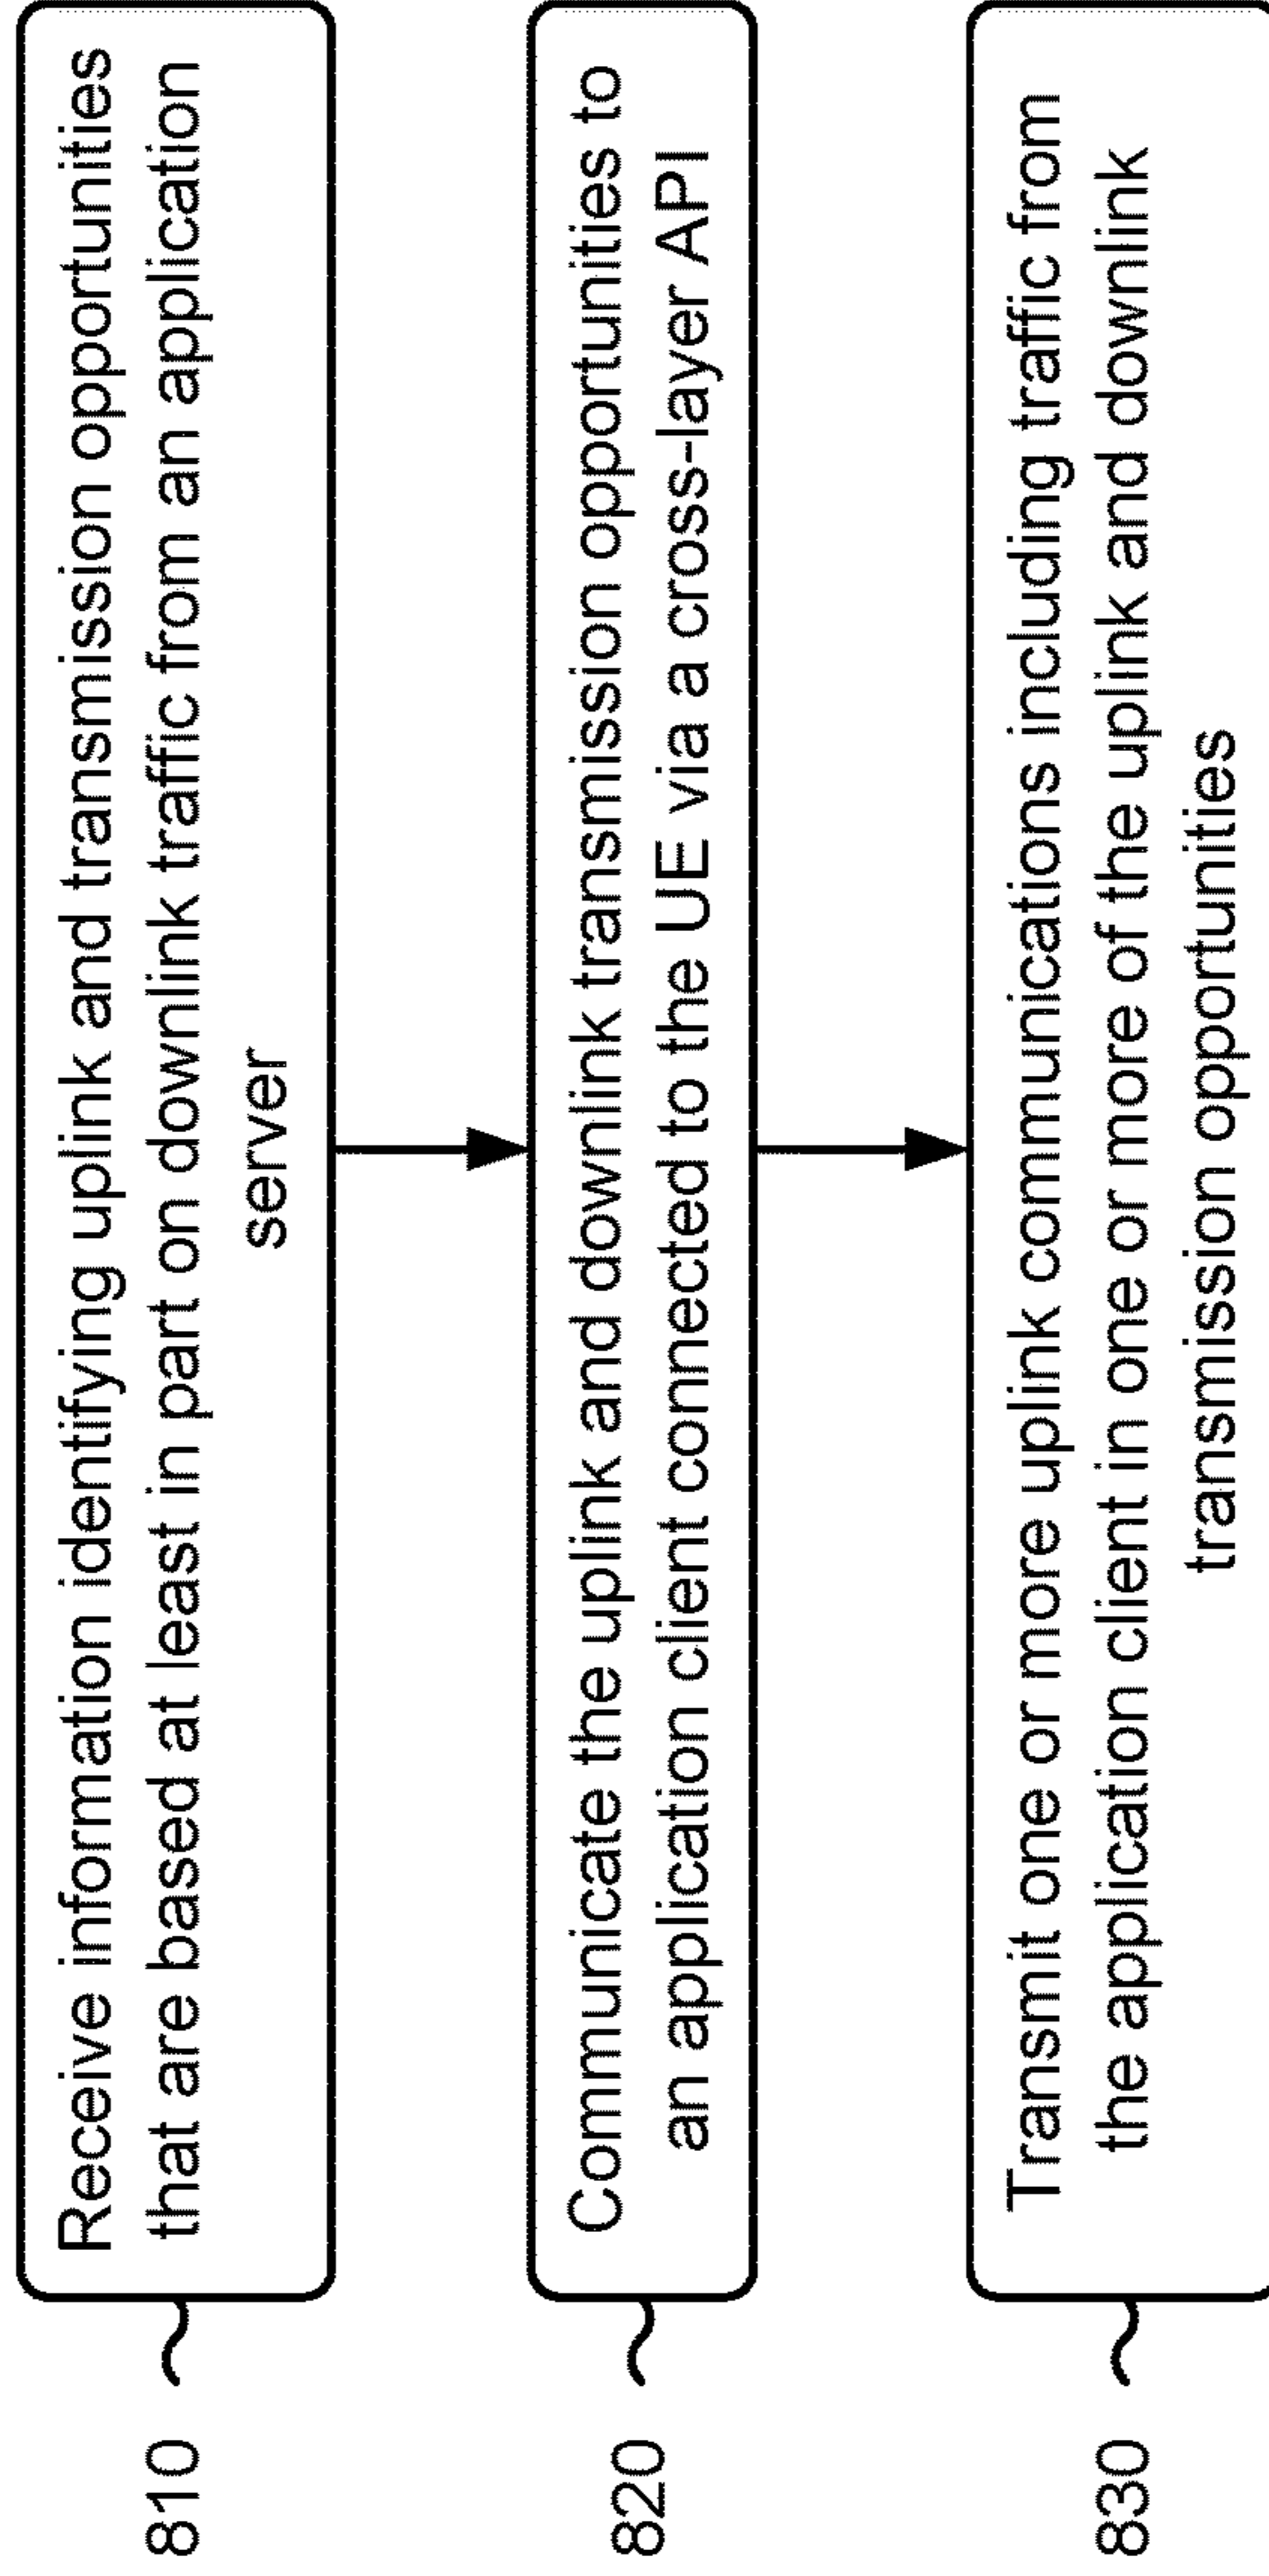 810
Receive information identifying uplink and transmission opportunities
that are based at least in part on downlink traffic from an application
server
820
Communicate the uplink and downlink transmission opportunities to
an application client connected to the UE via a cross-layer API
830
Transmit one or more uplink communications including traffic from
the application client in one or more of the uplink and downlink
transmission opportunities